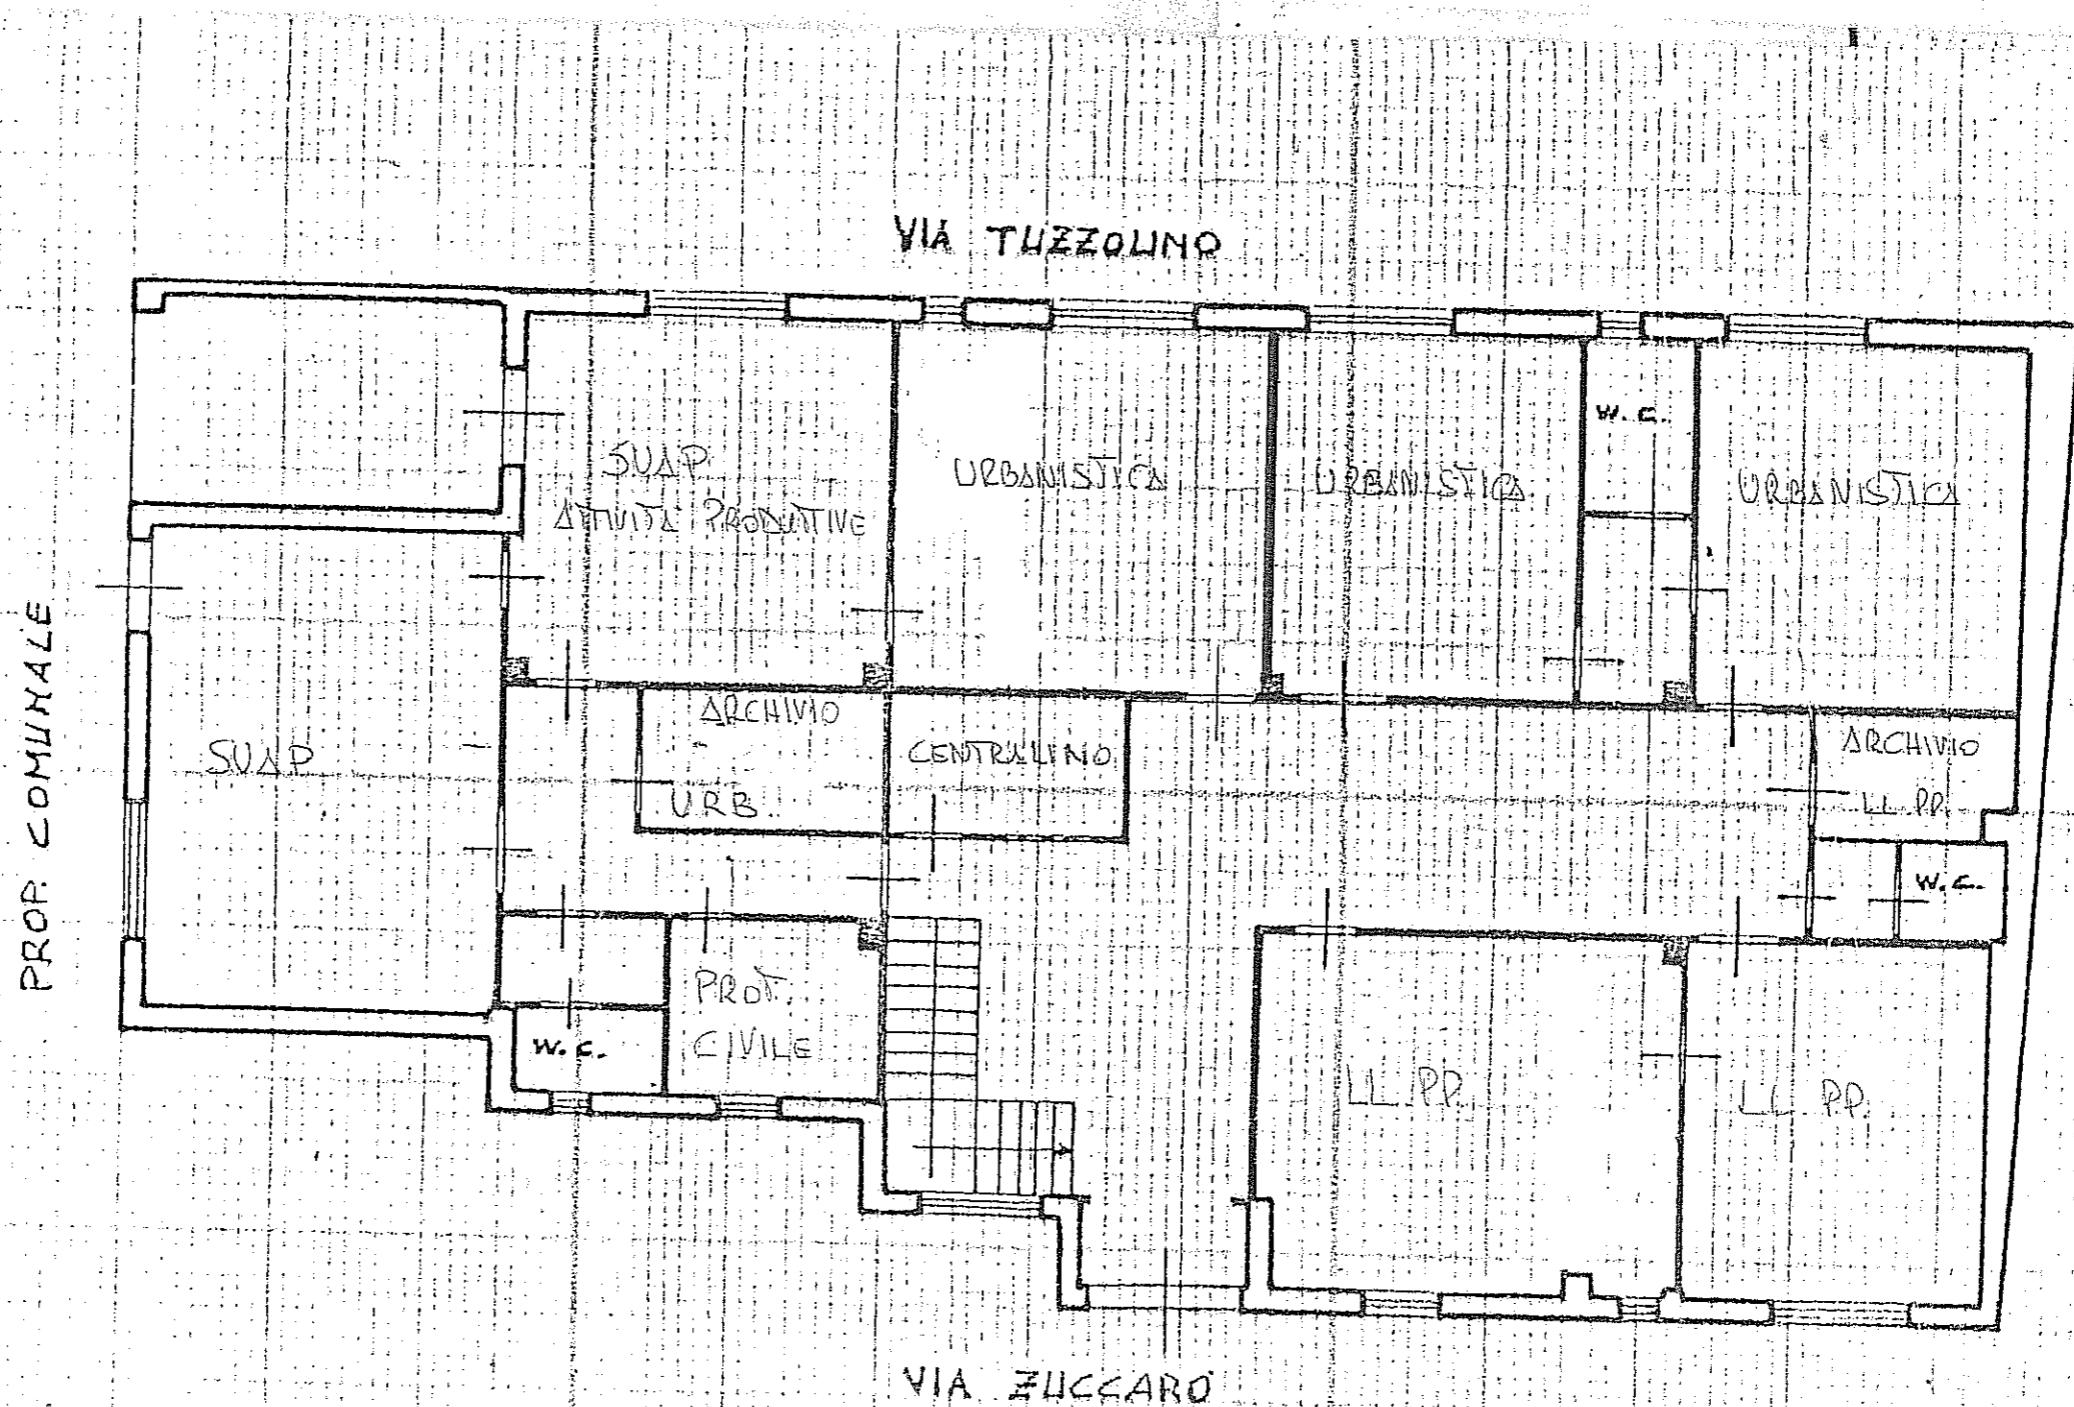 VIA TUZZOLINO
W.C.
SUAP
ATTIVITÀ PRODUTTIVE
URBANISTICA
URBANISTICA
URBANISTICA
PROP. COMUNALE
SUAP
ARCHIVIO
URB.
CENTRALINO
ARCHIVIO
LL. PP.
W.C.
PROT.
CIVILE
W.C.
LL. PP.
LL. PP.
VIA ZUCCARO